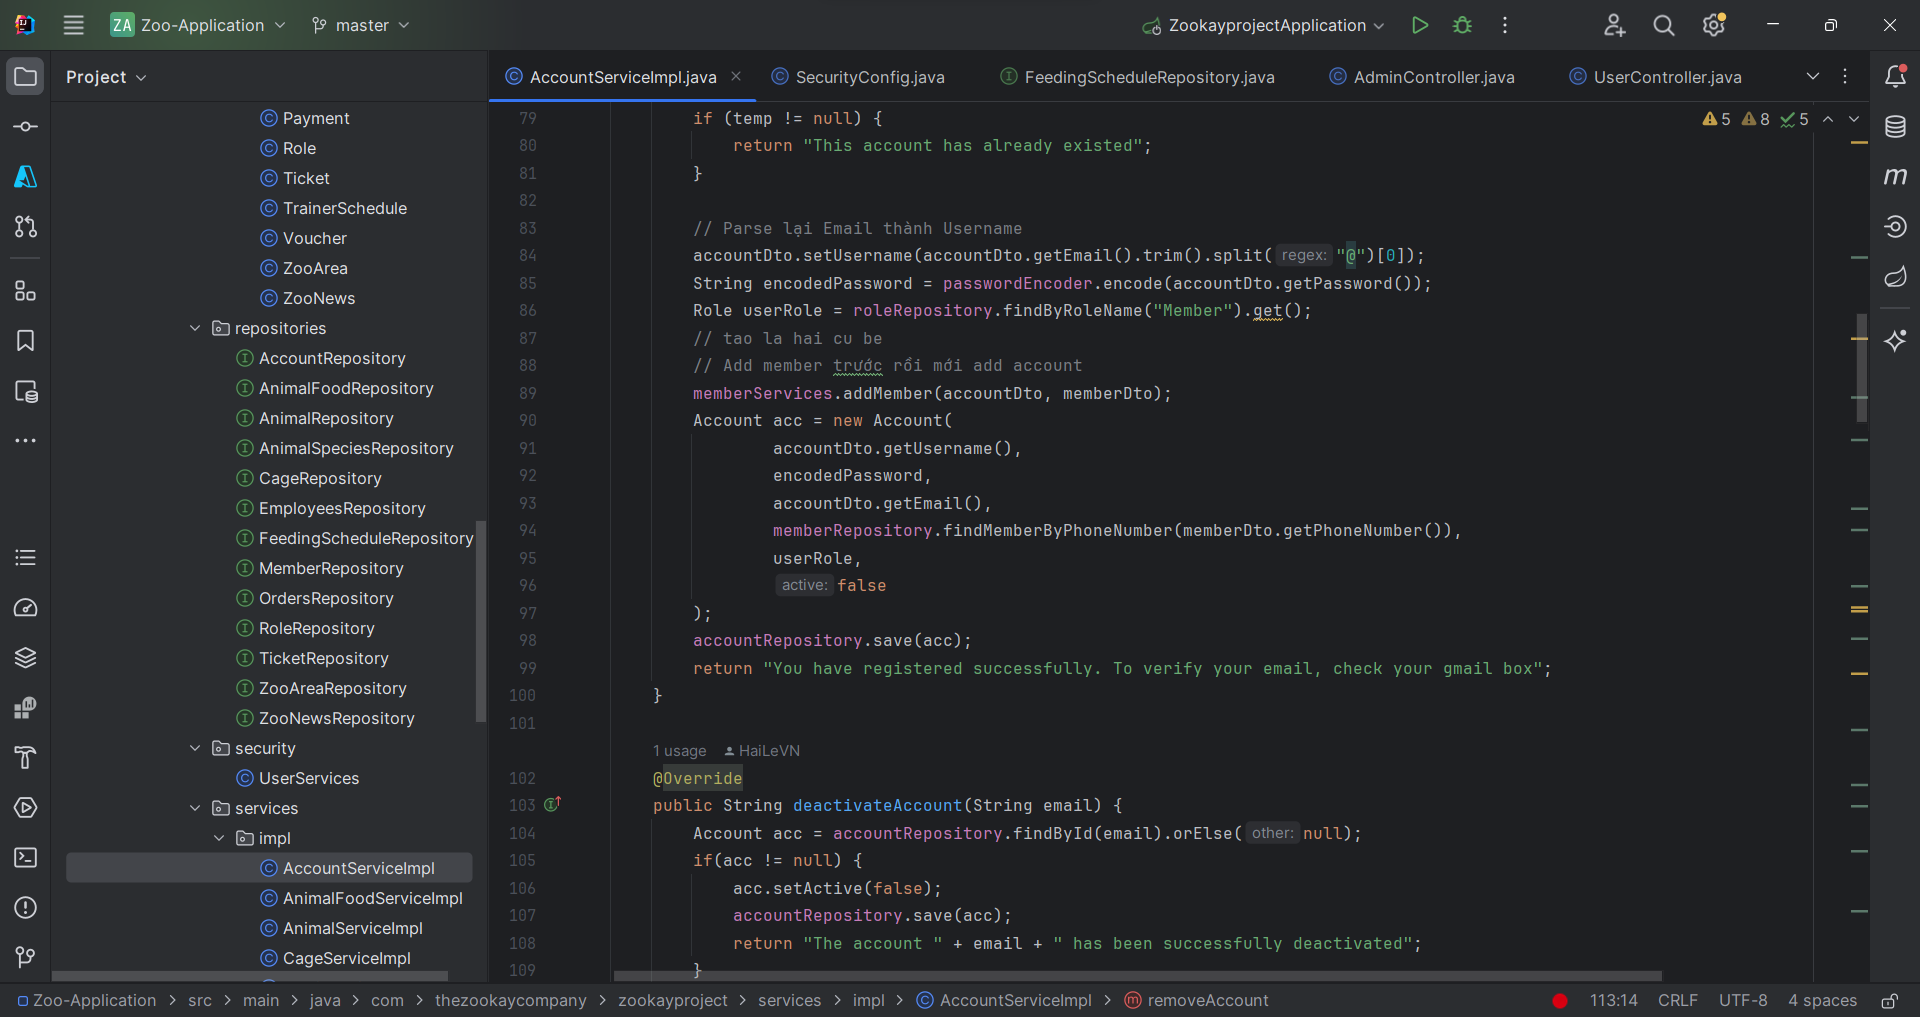 ZA Zoo-Application master ZookayprojectApplication
Project
AccountServiceImpl.java SecurityConfig.java FeedingScheduleRepository.java AdminController.java UserController.java
Payment
Role
Ticket
TrainerSchedule
Voucher
ZooArea
ZooNews
repositories
AccountRepository
AnimalFoodRepository
AnimalRepository
AnimalSpeciesRepository
CageRepository
EmployeesRepository
FeedingScheduleRepository
MemberRepository
OrdersRepository
RoleRepository
TicketRepository
ZooAreaRepository
ZooNewsRepository
security
UserServices
services
impl
AccountServiceImpl
AnimalFoodServiceImpl
AnimalServiceImpl
CageServiceImpl
5 8 5
79 if (temp != null) {
80 return "This account has already existed";
81 }
82
83 // Parse lại Email thành Username
84 accountDto.setUsername(accountDto.getEmail().trim().split( regex: "@")[0]);
85 String encodedPassword = passwordEncoder.encode(accountDto.getPassword());
86 Role userRole = roleRepository.findByRoleName("Member").get();
87 // tao la hai cu be
88 // Add member trước rồi mới add account
89 memberServices.addMember(accountDto, memberDto);
90 Account acc = new Account(
91 accountDto.getUsername(),
92 encodedPassword,
93 accountDto.getEmail(),
94 memberRepository.findMemberByPhoneNumber(memberDto.getPhoneNumber()),
95 userRole,
96 active: false
97 );
98 accountRepository.save(acc);
99 return "You have registered successfully. To verify your email, check your gmail box";
100 }
101
1 usage HaiLeVN
102 @Override
103 public String deactivateAccount(String email) {
104 Account acc = accountRepository.findById(email).orElse( other: null);
105 if(acc != null) {
106 acc.setActive(false);
107 accountRepository.save(acc);
108 return "The account " + email + " has been successfully deactivated";
109 }
Zoo-Application > src > main > java > com > thezookaycompany > zookayproject > services > impl > AccountServiceImpl > removeAccount 113:14 CRLF UTF-8 4 spaces